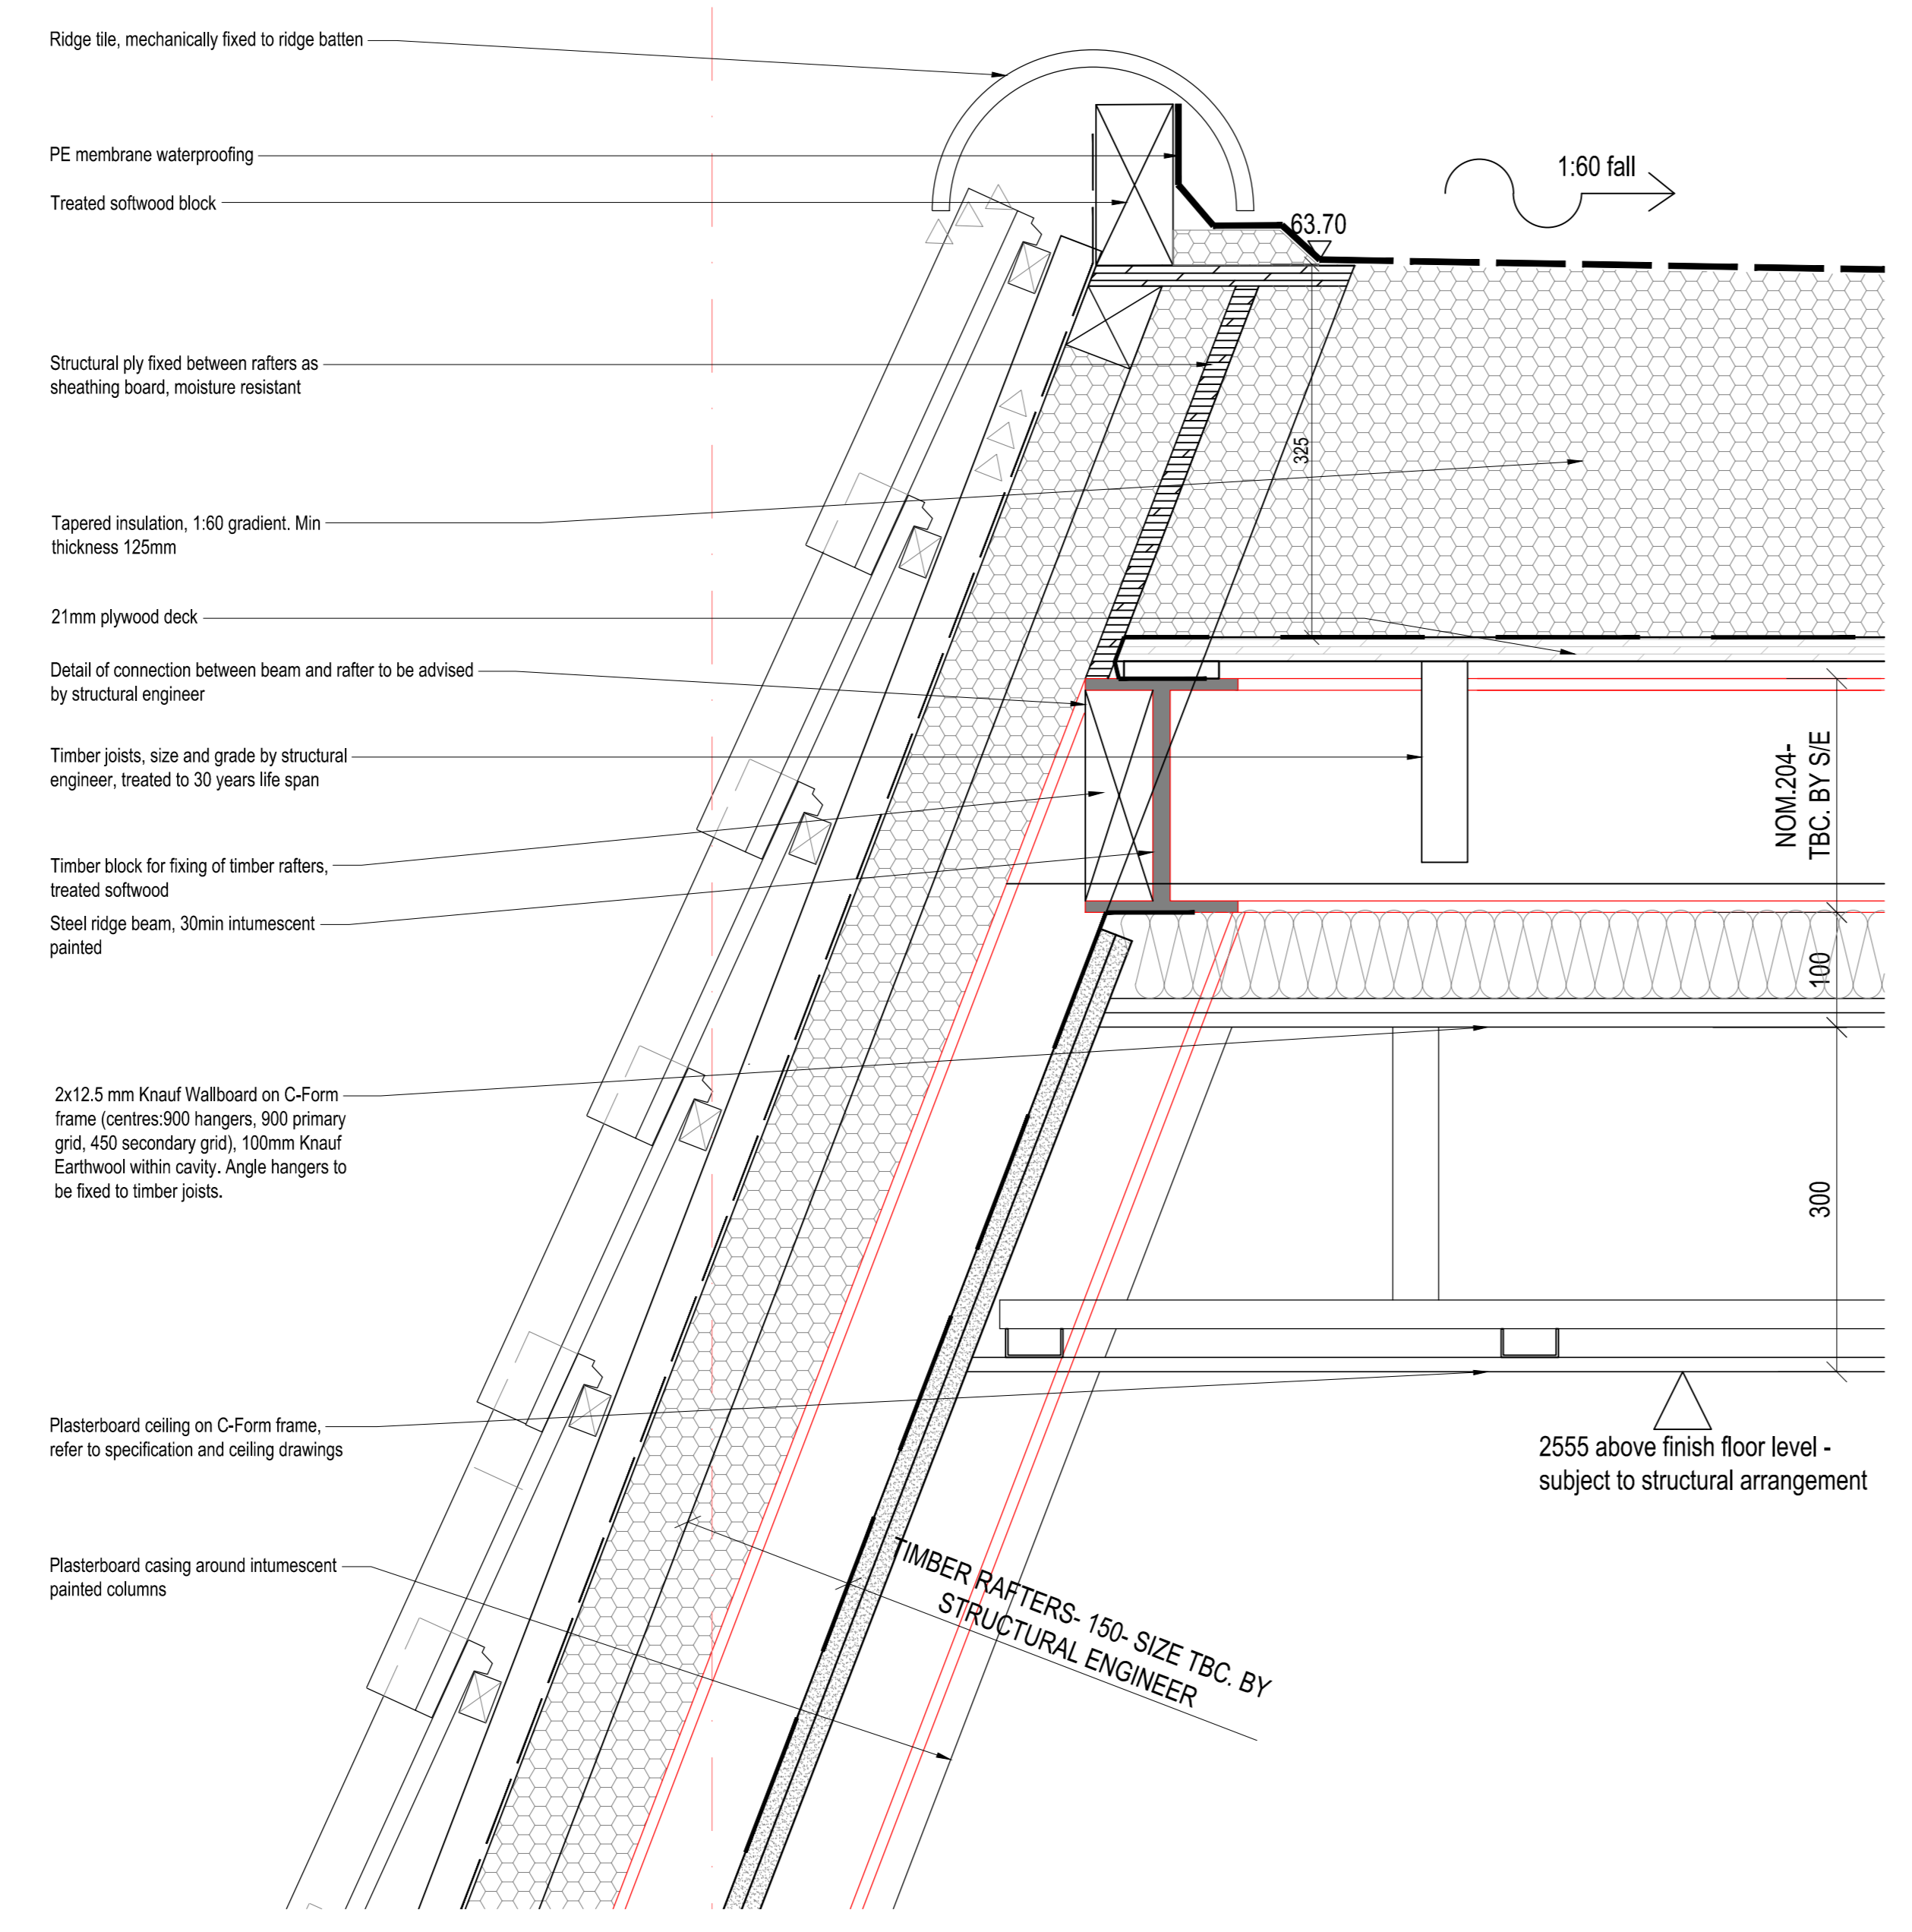 Ridge tile, mechanically fixed to ridge batten
PE membrane waterproofing
Treated softwood block
1:60 fall
63.70
Structural ply fixed between rafters as
sheathing board, moisture resistant
325
Tapered insulation, 1:60 gradient. Min
thickness 125mm
21mm plywood deck
Detail of connection between beam and rafter to be advised
by structural engineer
Timber joists, size and grade by structural
engineer, treated to 30 years life span
NOM.204-
TBC. BY S/E
Timber block for fixing of timber rafters,
treated softwood
Steel ridge beam, 30min intumescent
painted
100
2x12.5 mm Knauf Wallboard on C-Form
frame (centres:900 hangers, 900 primary
grid, 450 secondary grid), 100mm Knauf
Earthwool within cavity. Angle hangers to
be fixed to timber joists.
300
Plasterboard ceiling on C-Form frame,
refer to specification and ceiling drawings
2555 above finish floor level -
subject to structural arrangement
Plasterboard casing around intumescent
painted columns
TIMBER RAFTERS- 150- SIZE TBC. BY
STRUCTURAL ENGINEER